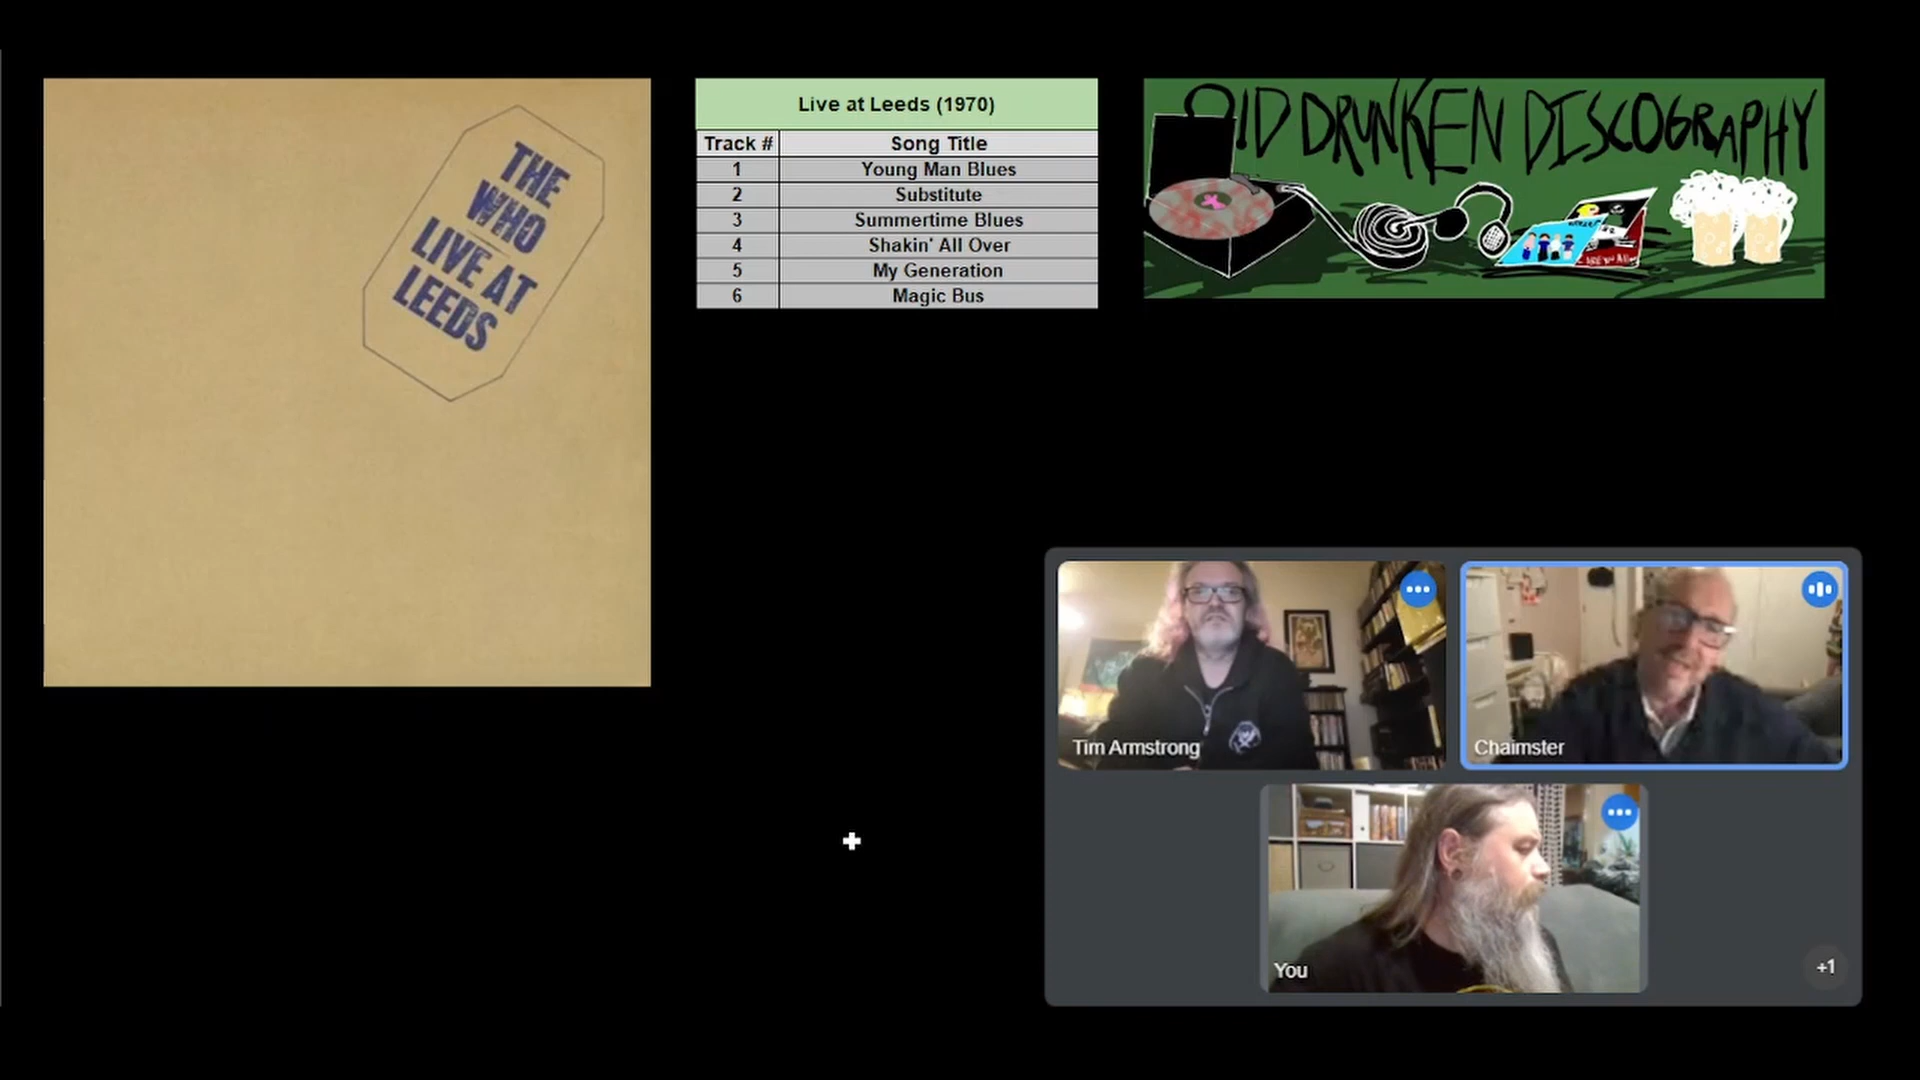 THE
WHO
LIVE AT
LEEDS
Live at Leeds (1970)
Track # Song Title
1 Young Man Blues
2 Substitute
3 Summertime Blues
4 Shakin' All Over
5 My Generation
6 Magic Bus
DRUNKEN DISCOGRAPHY
Tim Armstrong
Chaimster
You
+1